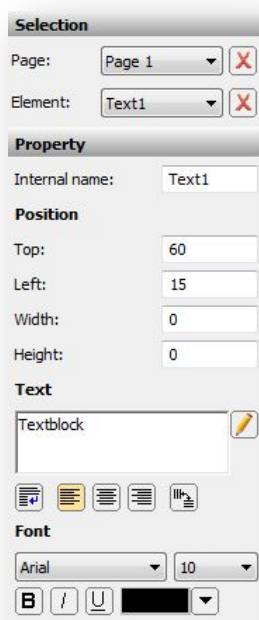 Selection
Page: Page 1
Element: Text1
Property
Internal name: Text1
Position
Top: 60
Left: 15
Width: 0
Height: 0
Text
Textblock
Font
Arial 10
B I U